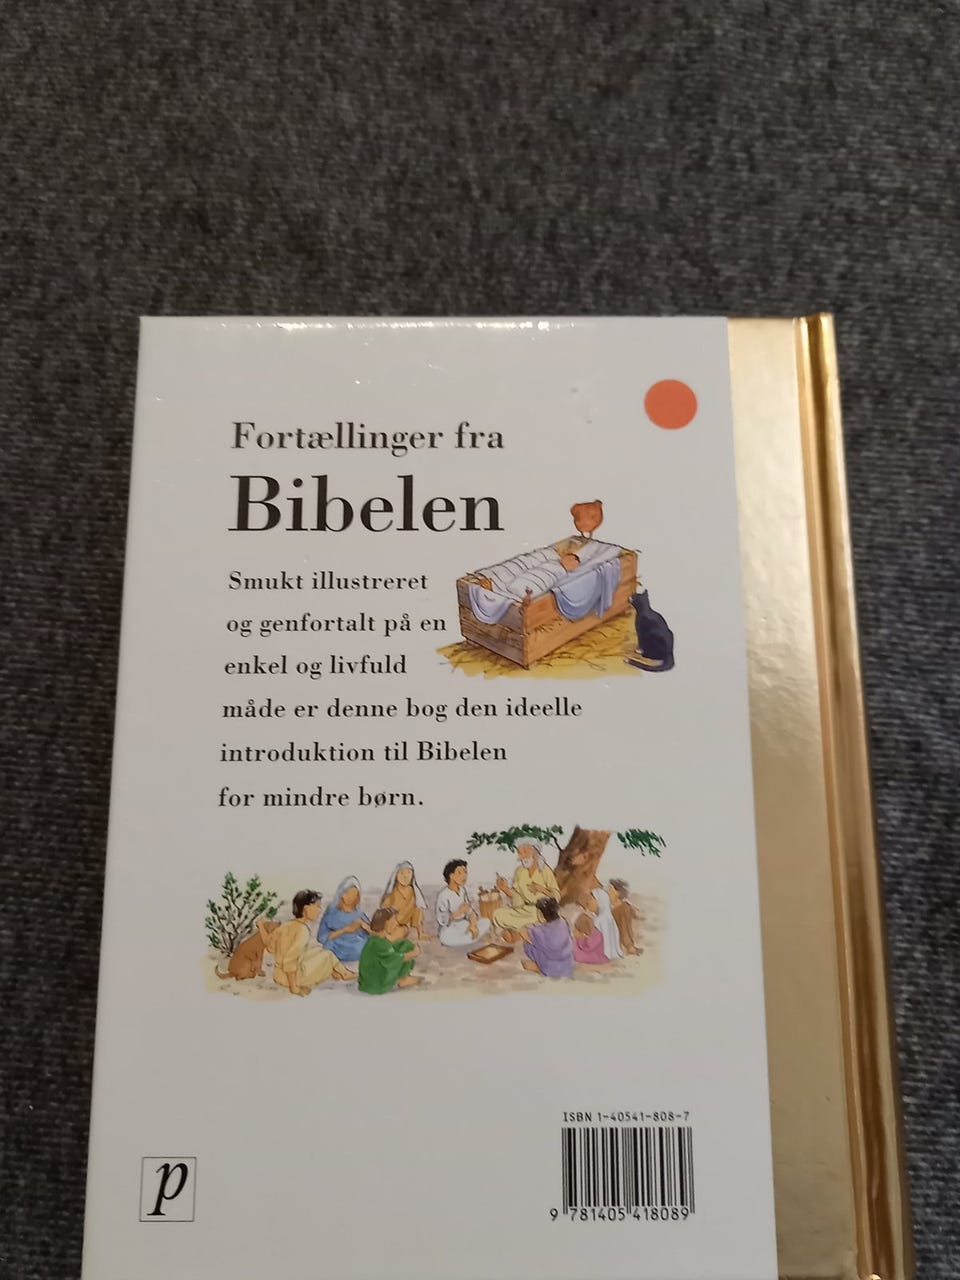 Fortællinger fra
Bibelen
Smukt illustreret
og genfortalt på en
enkel og livfuld
måde er denne bog den ideelle
introduktion til Bibelen
for mindre børn.
p
ISBN 1-40541-808-7
9 781405 418089